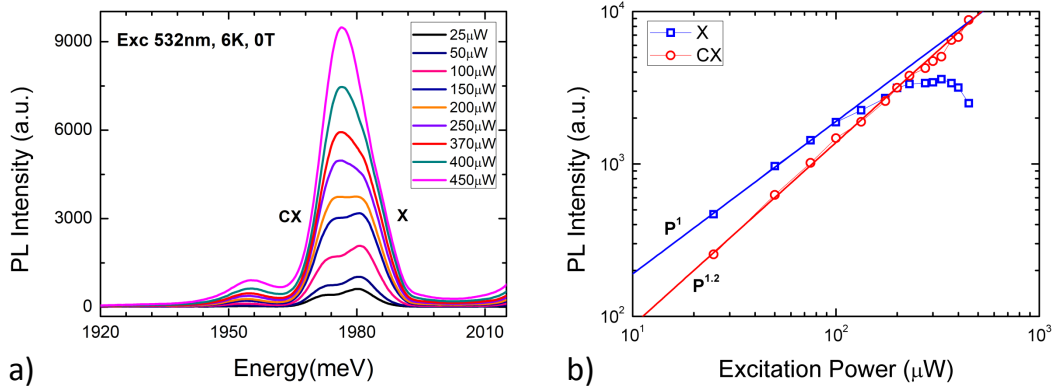 Exc 532nm, 6K, 0T
25μW
50μW
100μW
150μW
200μW
250μW
370μW
400μW
450μW
CX
X
9000
6000
3000
0
PL Intensity (a.u.)
1920
1950
1980
2010
Energy(meV)
a)
X
CX
P¹
P¹·²
10⁴
10³
10²
PL Intensity (a.u.)
10¹
10²
10³
Excitation Power (μW)
b)